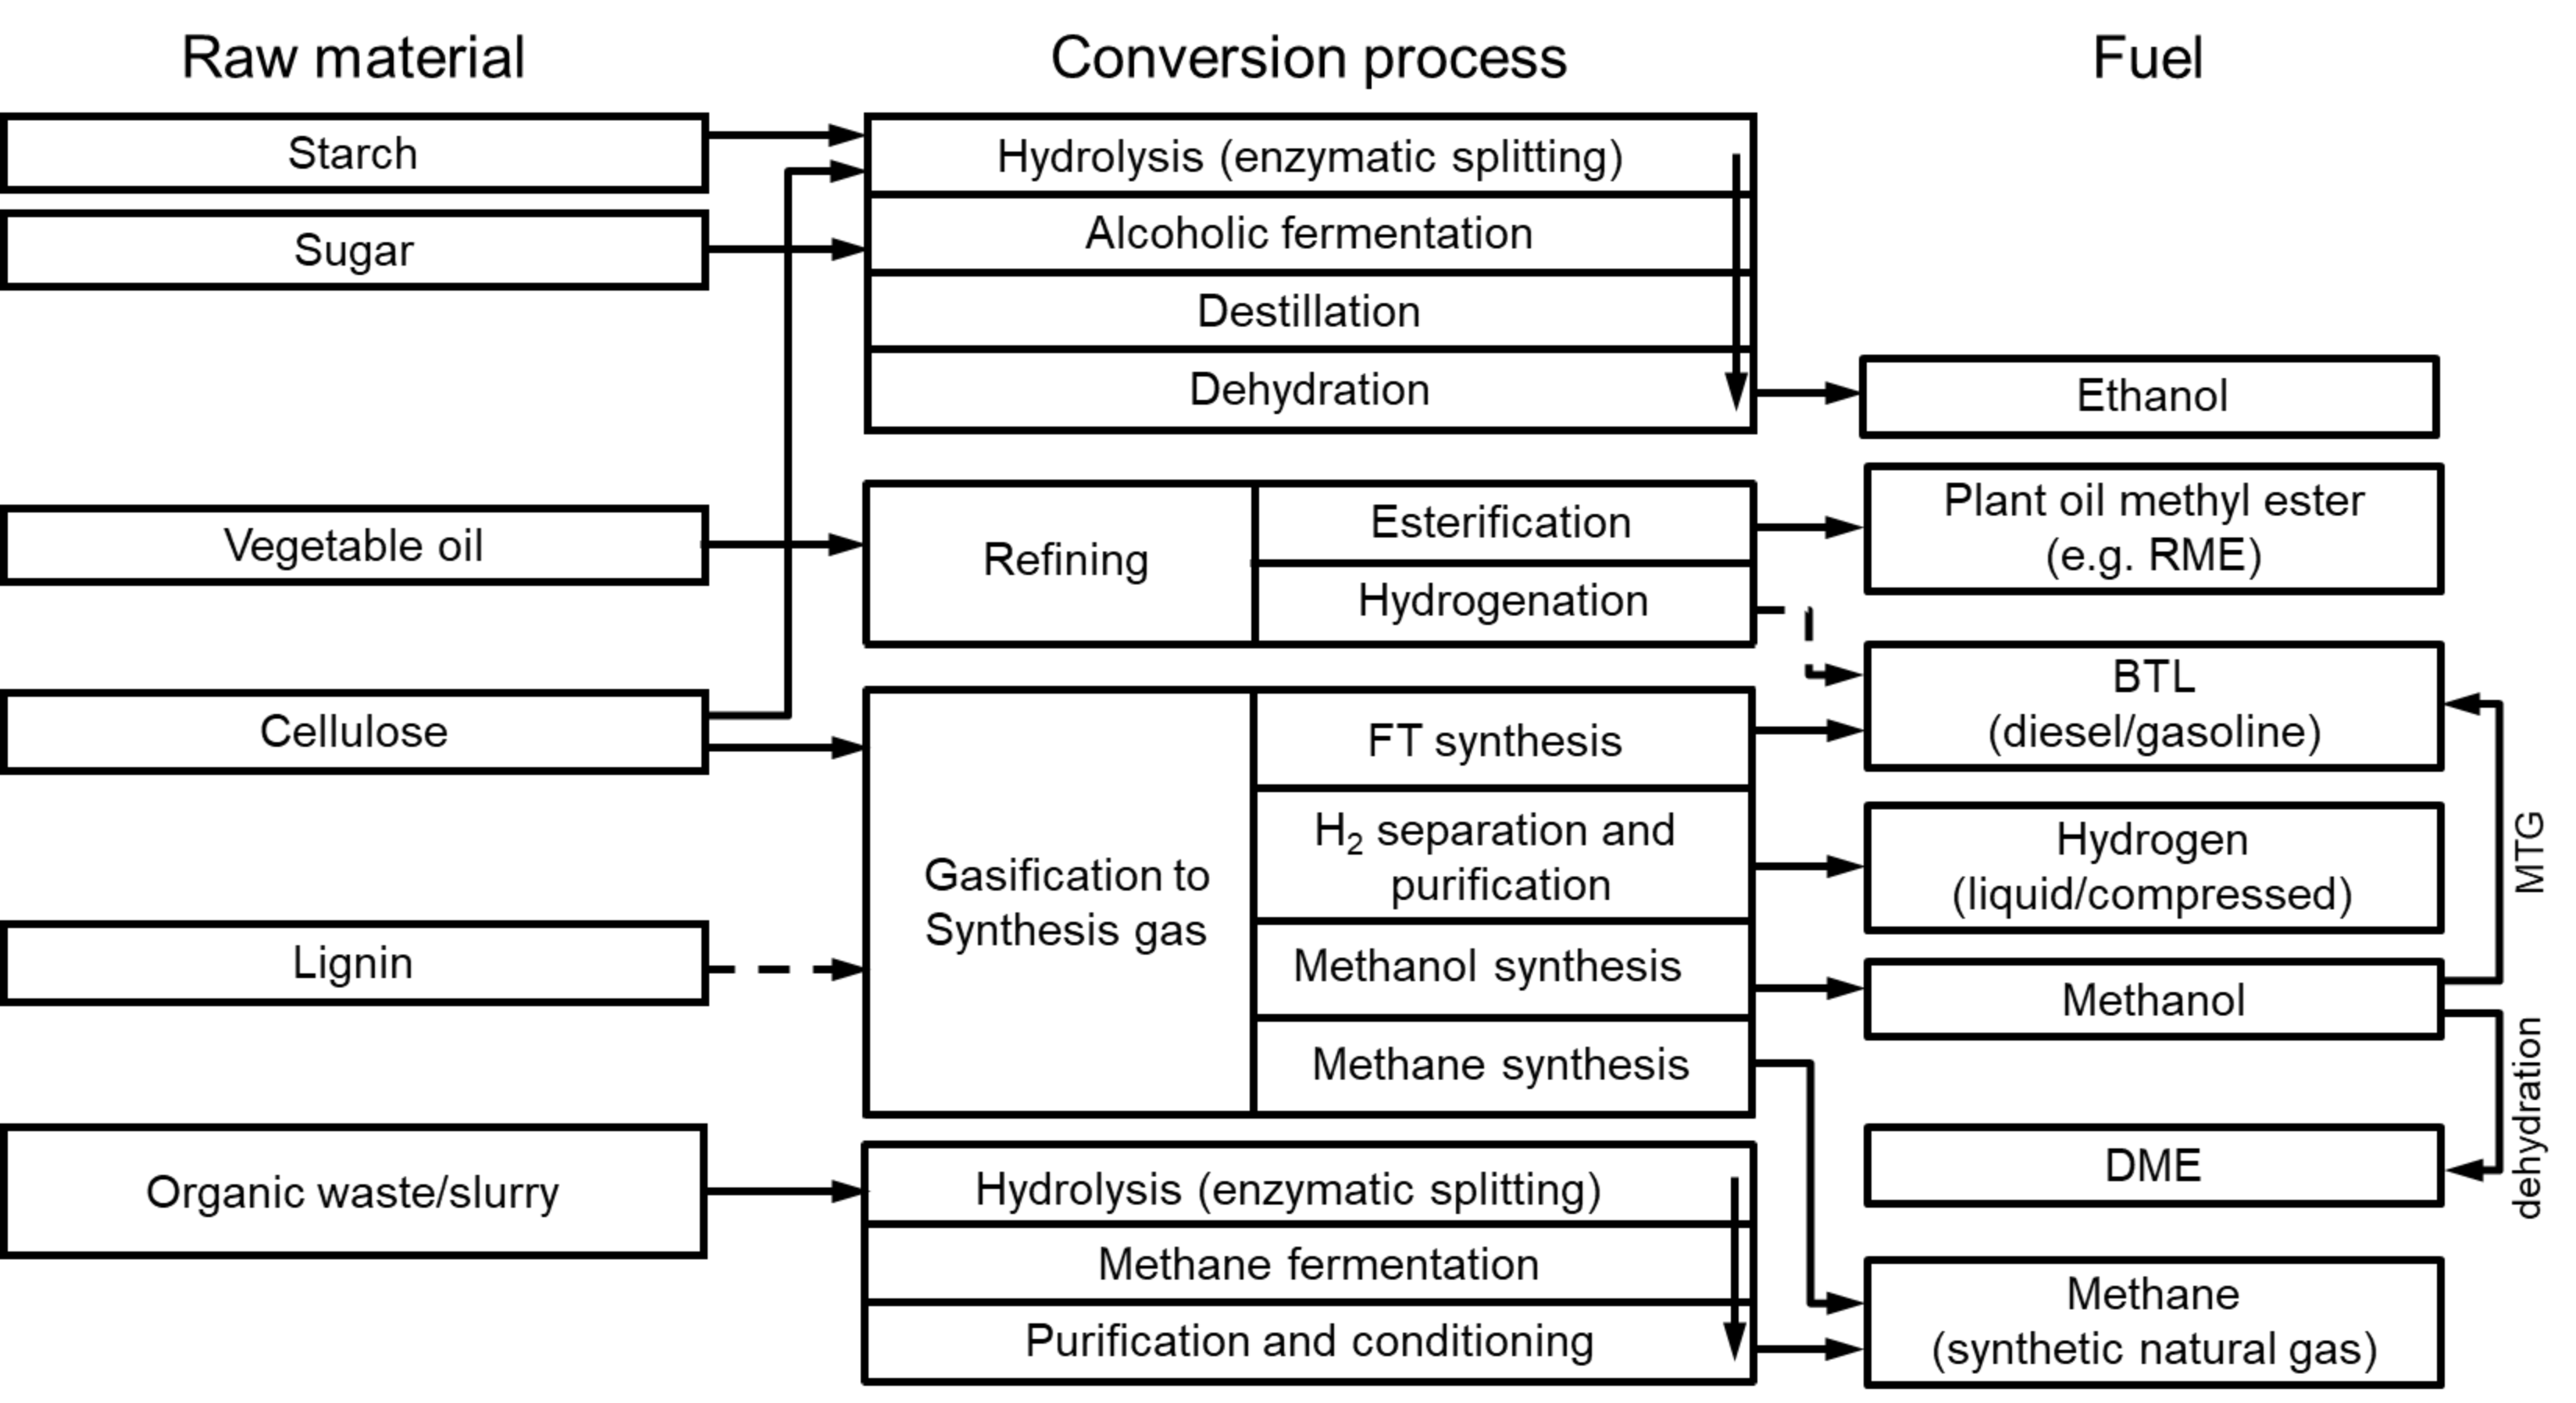 Raw material
Conversion process
Fuel
Starch
Sugar
Vegetable oil
Cellulose
Lignin
Organic waste/slurry
Hydrolysis (enzymatic splitting)
Alcoholic fermentation
Destillation
Dehydration
Refining
Esterification
Hydrogenation
Gasification to
Synthesis gas
FT synthesis
H₂ separation and
purification
Methanol synthesis
Methane synthesis
Hydrolysis (enzymatic splitting)
Methane fermentation
Purification and conditioning
Ethanol
Plant oil methyl ester
(e.g. RME)
BTL
(diesel/gasoline)
Hydrogen
(liquid/compressed)
Methanol
DME
Methane
(synthetic natural gas)
MTG
dehydration